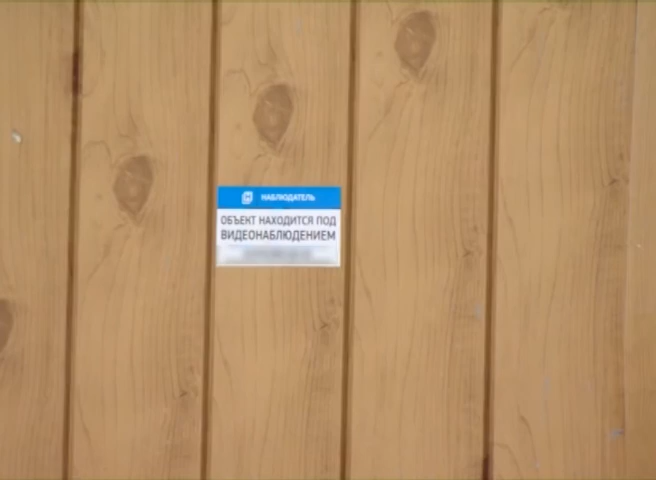 НАБЛЮДАТЕЛЬ
ОБЪЕКТ НАХОДИТСЯ ПОД
ВИДЕОНАБЛЮДЕНИЕМ